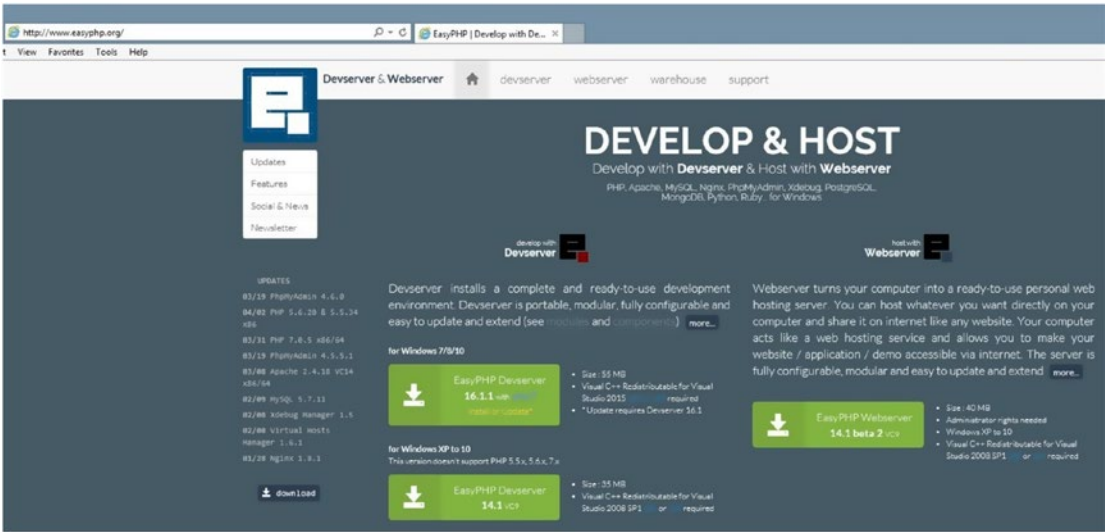 http://www.easyphp.org/
EasyPHP | Develop with De...
t View Favorites Tools Help
Devserver & Webserver devserver webserver warehouse support
Updates
Features
Social & News
Newsletter
DEVELOP & HOST
Develop with Devserver & Host with Webserver
PHP, Apache, MySQL, Nginx, PhpMyAdmin, Xdebug, PostgreSQL,
MongoDB, Python, Ruby.. for Windows
UPDATES
03/19 PhpMyAdmin 4.6.0
04/02 PHP 5.6.20 & 5.5.34
x86
03/31 PHP 7.0.5 x86/64
03/19 PhpMyAdmin 4.5.5.1
03/08 Apache 2.4.18 VC14
x86/64
02/09 MySQL 5.7.11
02/08 Xdebug Manager 1.5
02/08 Virtual Hosts
Manager 1.6.1
download
develop with
Devserver
Devserver installs a complete and ready-to-use development
environment. Devserver is portable, modular, fully configurable and
easy to update and extend (see modules and components) more...
for Windows 7/8/10
EasyPHP Devserver
16.1.1 with
install or Update*
Size : 55 MB
Visual C++ Redistributable for Visual
Studio 2015 required
* Update requires Devserver 16.1
for Windows XP to 10
This version doesn't support PHP 5.5.x, 5.6.x, 7.x
EasyPHP Devserver
14.1 VC9
Size : 35 MB
Visual C++ Redistributable for Visual
Studio 2008 SP1 or required
host with
Webserver
Webserver turns your computer into a ready-to-use personal web
hosting server. You can host whatever you want directly on your
computer and share it on internet like any website. Your computer
acts like a web hosting service and allows you to make your
website / application / demo accessible via internet. The server is
fully configurable, modular and easy to update and extend more...
EasyPHP Webserver
14.1 beta 2 VC9
Size : 40 MB
Administrator rights needed
Windows XP to 10
Visual C++ Redistributable for Visual
Studio 2008 SP1 or required